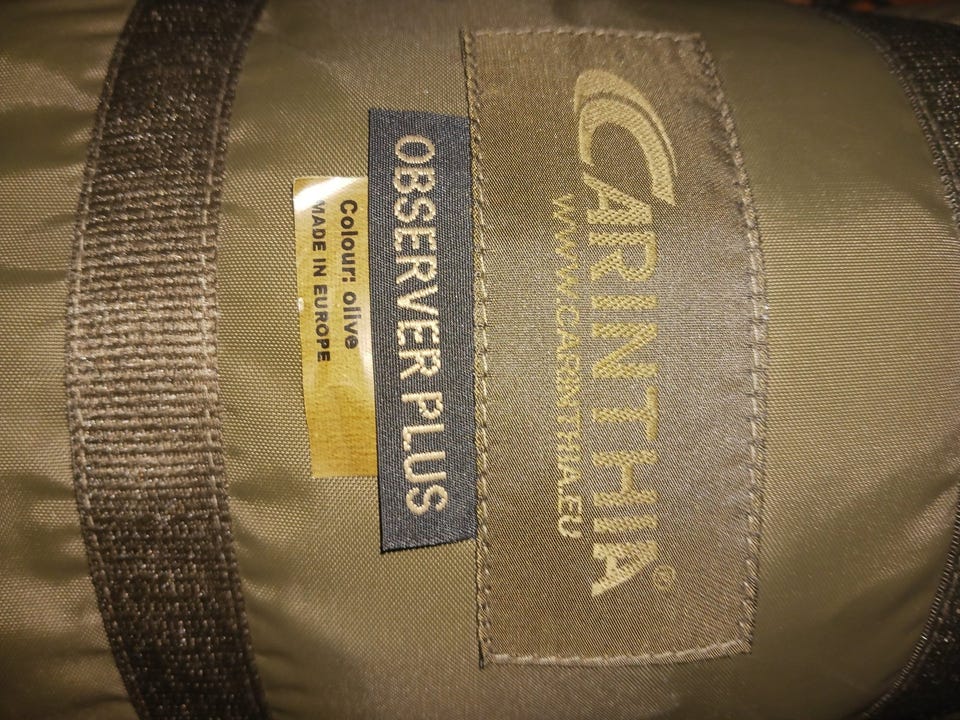 CARINTHIA®
WWW.CARINTHIA.EU
OBSERVER PLUS
Colour: olive
MADE IN EUROPE